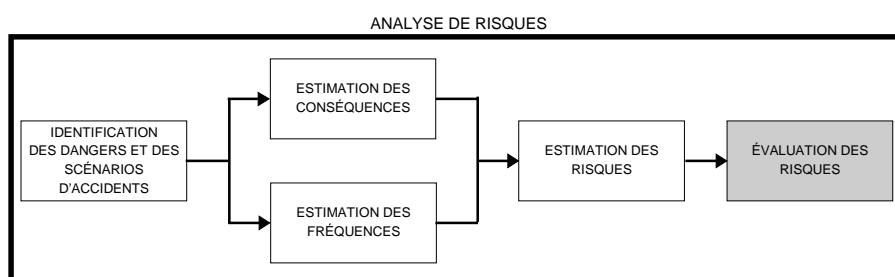 ANALYSE DE RISQUES
IDENTIFICATION
DES DANGERS ET DES
SCÉNARIOS
D'ACCIDENTS
ESTIMATION DES
CONSÉQUENCES
ESTIMATION DES
FRÉQUENCES
ESTIMATION DES
RISQUES
ÉVALUATION DES
RISQUES